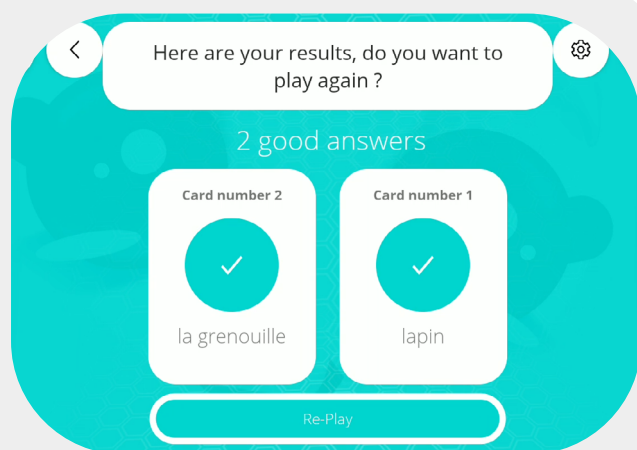 Here are your results, do you want to
play again ?
2 good answers
Card number 2
la grenouille
Card number 1
lapin
Re-Play